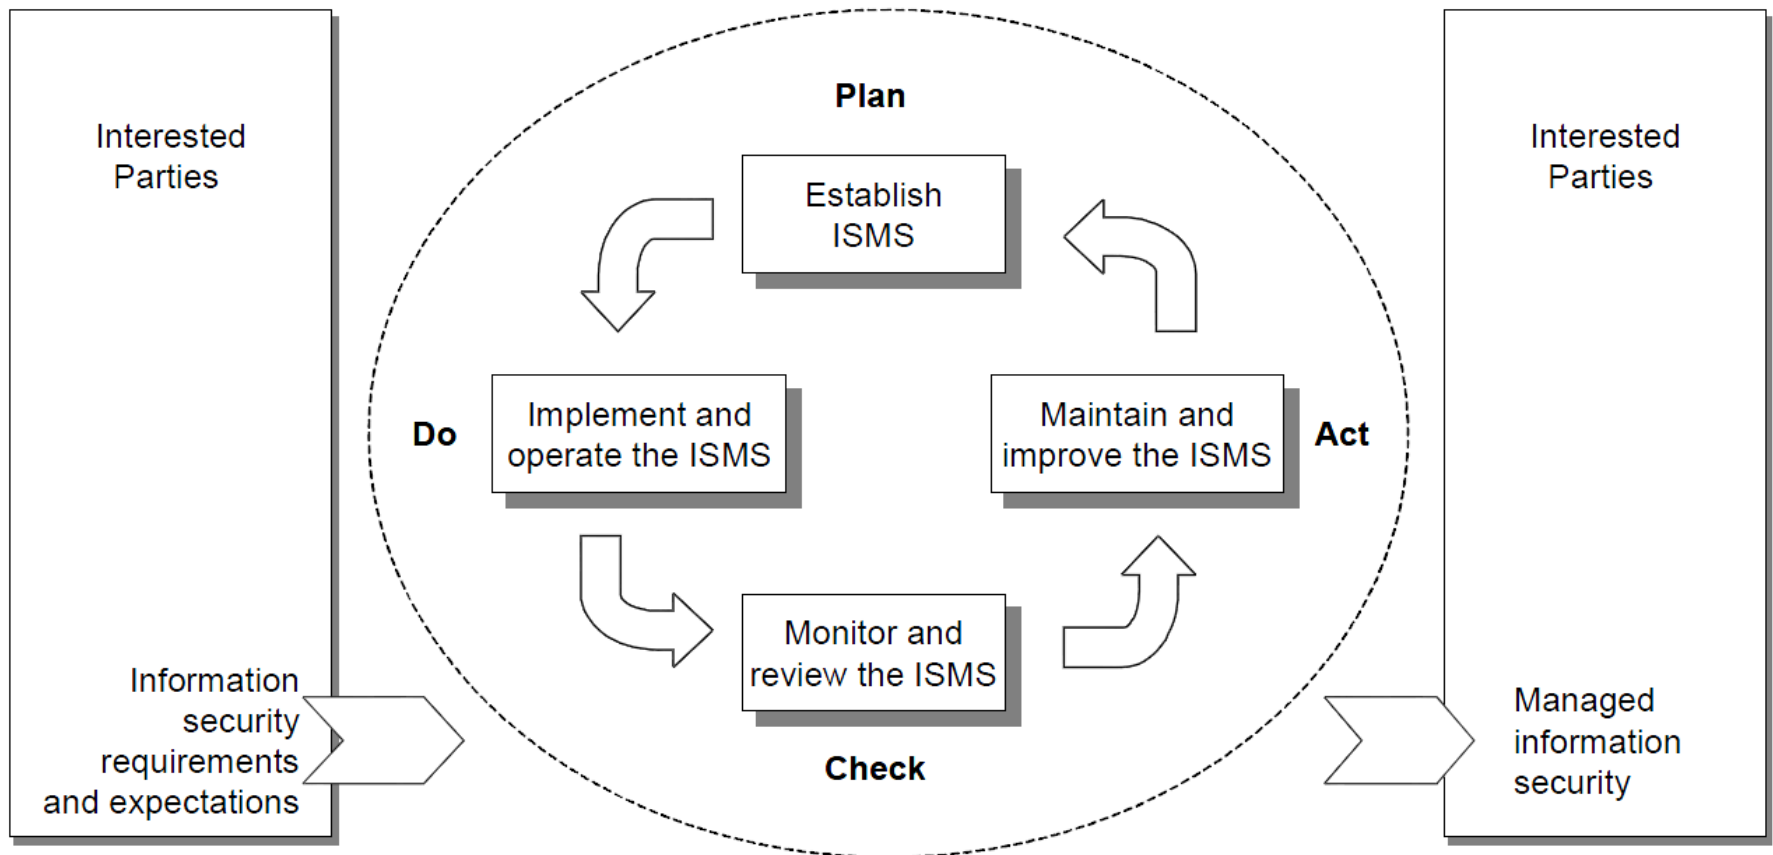 Interested
Parties
Information
security
requirements
and expectations
Plan
Establish
ISMS
Do
Implement and
operate the ISMS
Maintain and
improve the ISMS
Act
Monitor and
review the ISMS
Check
Interested
Parties
Managed
information
security